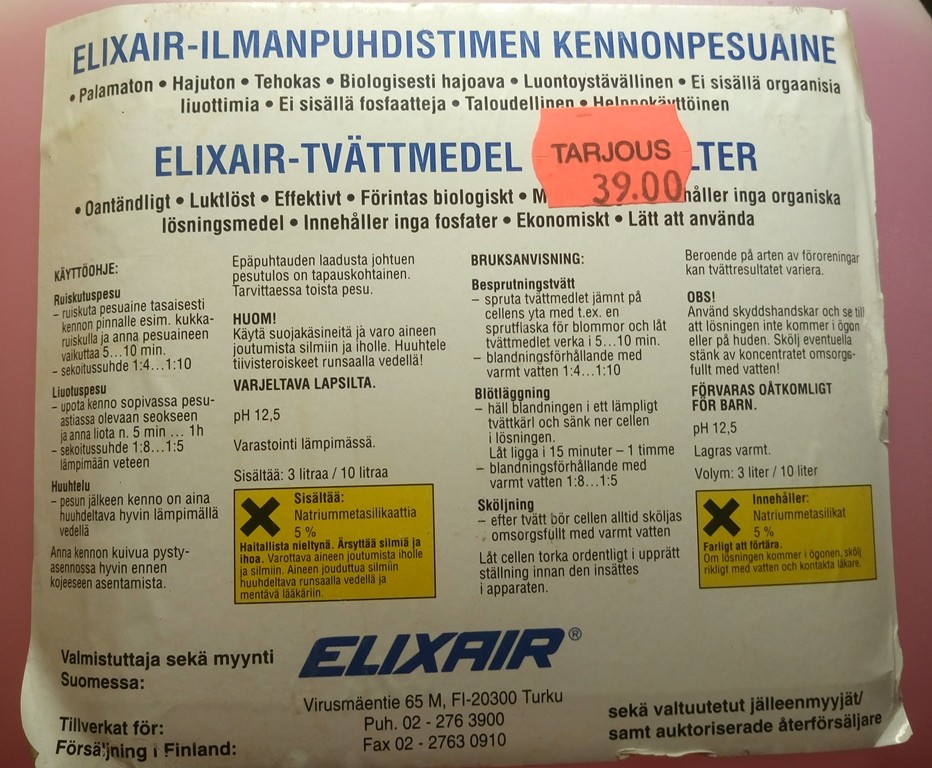 ELIXAIR-ILMANPUHDISTIMEN KENNONPESUAINE
• Palamaton • Hajuton • Tehokas • Biologisesti hajoava • Luontoystävällinen • Ei sisällä orgaanisia
liuottimia • Ei sisällä fosfaatteja • Taloudellinen • Helppokäyttöinen
ELIXAIR-TVÄTTMEDEL LTER
TARJOUS
39.00
• Oantändligt • Luktlöst • Effektivt • Förintas biologiskt • M håller inga organiska
lösningsmedel • Innehåller inga fosfater • Ekonomiskt • Lätt att använda
KÄYTTÖOHJE:
Ruiskutuspesu
– ruiskuta pesuaine tasaisesti
kennon pinnalle esim. kukka-
ruiskulla ja anna pesuaineen
vaikuttaa 5...10 min.
– sekoitussuhde 1:4...1:10
Liuotuspesu
– upota kenno sopivassa pesu-
astiassa olevaan seokseen
ja anna liota n. 5 min ... 1h
– sekoitussuhde 1:8...1:5
lämpimään veteen
Huuhtelu
– pesun jälkeen kenno on aina
huuhdeltava hyvin lämpimällä
vedellä
Anna kennon kuivua pysty-
asennossa hyvin ennen
kojeeseen asentamista.
Epäpuhtauden laadusta johtuen
pesutulos on tapauskohtainen.
Tarvittaessa toista pesu.
HUOM!
Käytä suojakäsineitä jä varo aineen
joutumista silmiin ja iholle. Huuhtele
tiivisteroiskeet runsaalla vedellä!
VARJELTAVA LAPSILTA.
pH 12,5
Varastointi lämpimässä.
Sisältää: 3 litraa / 10 litraa
Sisältää:
Natriummetasilikaattia
5 %
Haitallista nieltynä. Ärsyttää silmiä ja
ihoa. Varottava aineen joutumista iholle
ja silmiin. Aineen jouduttua silmiin
huuhdeltava runsaalla vedellä ja
mentävä lääkäriin.
BRUKSANVISNING:
Besprutningstvätt
– spruta tvättmedlet jämnt på
cellens yta med t.ex. en
sprutflaska för blommor och låt
tvättmedlet verka i 5...10 min.
– blandningsförhållande med
varmt vatten 1:4...1:10
Blötläggning
– häll blandningen i ett lämpligt
tvättkärl och sänk ner cellen
i lösningen.
Låt ligga i 15 minuter – 1 timme
– blandningsförhållande med
varmt vatten 1:8...1:5
Sköljning
– efter tvätt bör cellen alltid sköljas
omsorgsfullt med varmt vatten
Låt cellen torka ordentligt i upprätt
ställning innan den insättes
i apparaten.
Beroende på arten av föroreningar
kan tvättresultatet variera.
OBS!
Använd skyddshandskar och se till
att lösningen inte kommer i ögon
eller på huden. Skölj eventuella
stänk av koncentratet omsorgs-
fullt med vatten!
FÖRVARAS OÅTKOMLIGT
FÖR BARN.
pH 12,5
Lagras varmt.
Volym: 3 liter / 10 liter
Innehåller:
Natriummetasilikat
5 %
Farligt att förtära.
Om lösningen kommer i ögonen, skölj
rikligt med vatten och kontakta läkare.
Valmistuttaja sekä myynti
Suomessa:
Tillverkat för:
Försäljning i Finland:
ELIXAIR®
Virusmäentie 65 M, FI-20300 Turku
Puh. 02 - 276 3900
Fax 02 - 2763 0910
sekä valtuutetut jälleenmyyjät/
samt auktoriserade återförsäljare